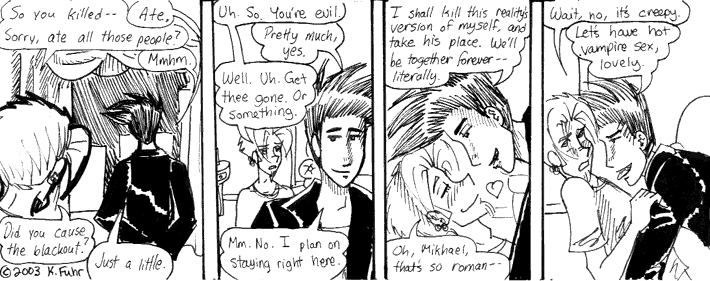 So you killed--
Ate.
Sorry, ate all those people?
Mmhm.
Did you cause
the blackout?
Just a little.
©2003 K.Fuhr
Uh. So. You're evil.
Pretty much,
yes.
Well. Uh. Get
thee gone. Or
something.
Mm. No. I plan on
staying right here.
I shall kill this reality's
version of myself, and
take his place. We'll
be together forever--
literally.
Oh, Mikhael,
that's so roman--
Wait, no, it's creepy.
Let's have hot
vampire sex,
lovely.